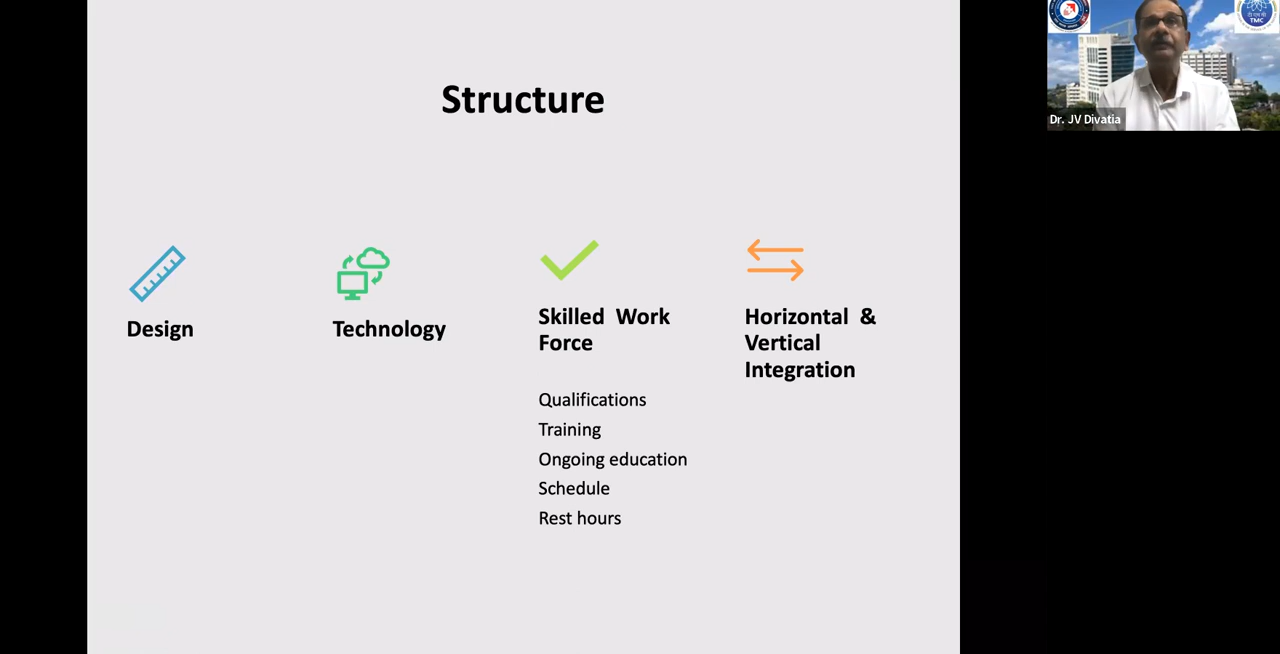 Structure
Design
Technology
Skilled Work
Force
Qualifications
Training
Ongoing education
Schedule
Rest hours
Horizontal &
Vertical
Integration
Dr. JV Divatia
TMC